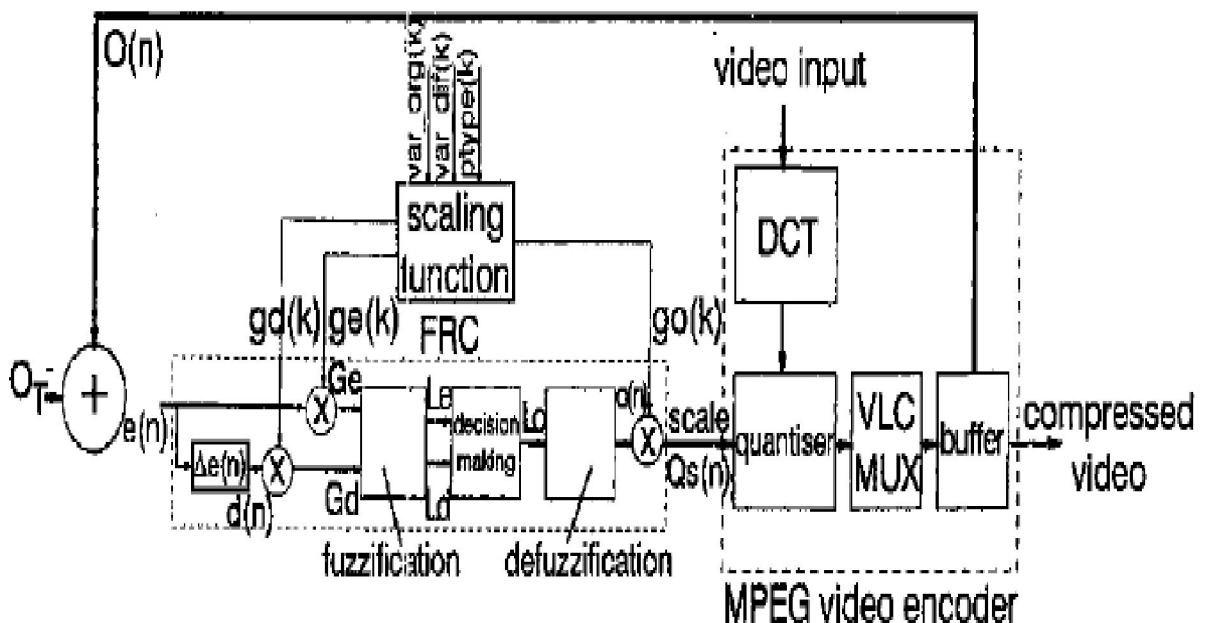 O(n)
var_org(k)
var_dif(k)
ptype(k)
video input
scaling
function
DCT
gd(k)
ge(k)
go(k)
FRC
O_T
-
+
e(n)
Ge
Le
o(n)
scale
X
decision
making
Lo
X
quantiser
VLC
MUX
buffer
compressed
video
Δe(n)
X
d(n)
Gd
Ld
Qs(n)
fuzzification
defuzzification
MPEG video encoder